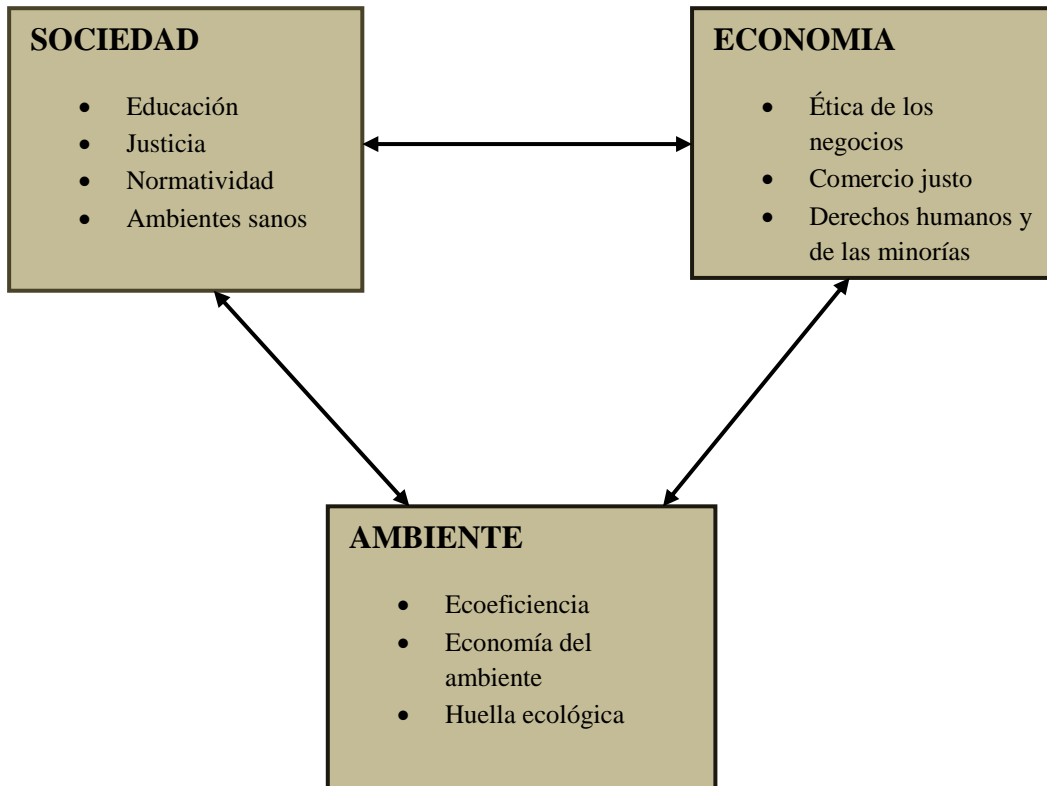 SOCIEDAD
• Educación
• Justicia
• Normatividad
• Ambientes sanos
ECONOMIA
• Ética de los
negocios
• Comercio justo
• Derechos humanos y
de las minorías
AMBIENTE
• Ecoeficiencia
• Economía del
ambiente
• Huella ecológica